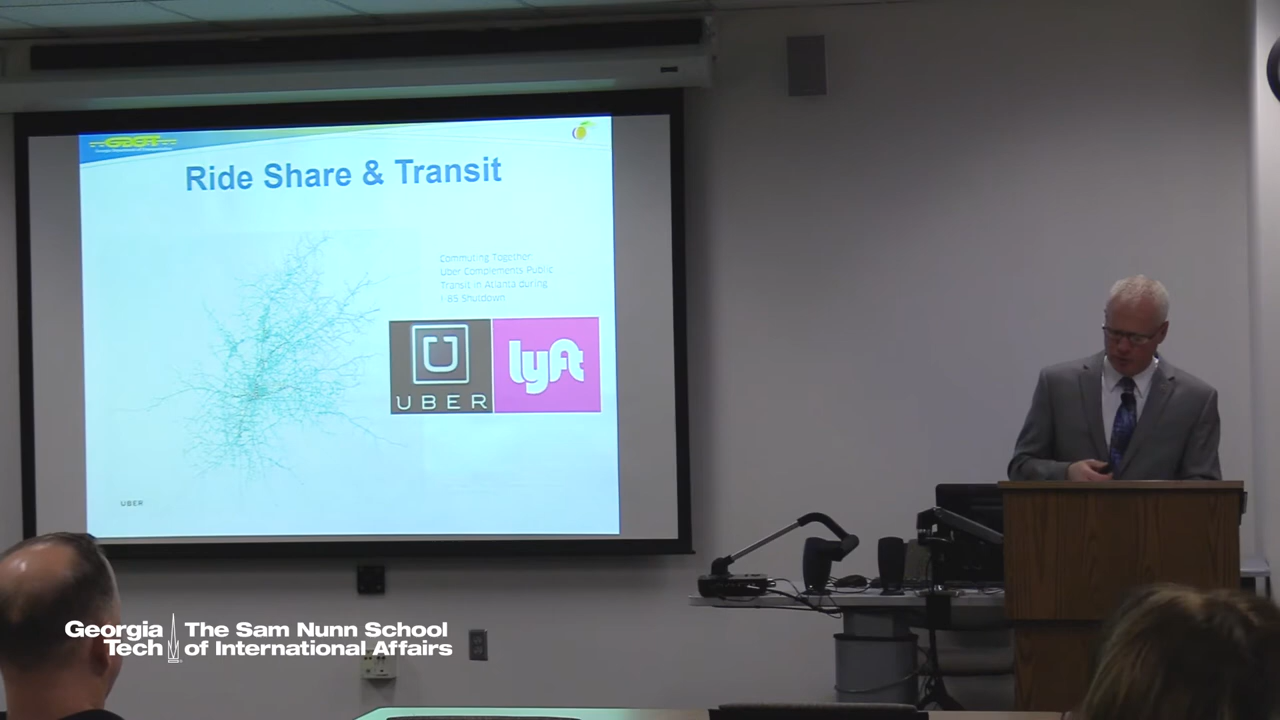 GDOT
Ride Share & Transit
Commuting Together
Uber Complements Public
Transit in Atlanta during
I-85 Shutdown
U
UBER
lyft
UBER
Georgia Tech
The Sam Nunn School
of International Affairs